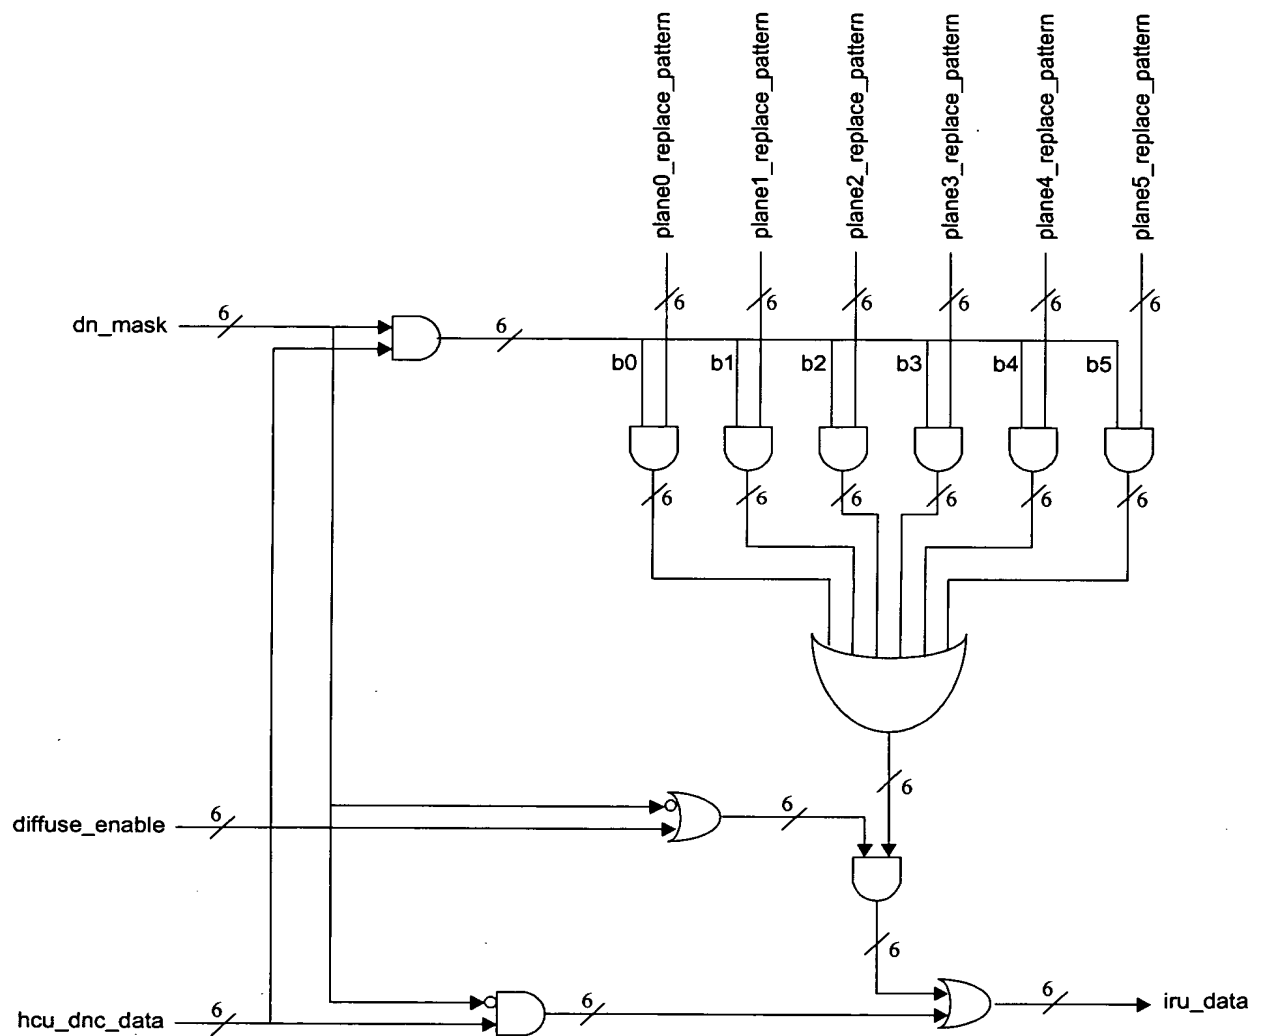 plane0_replace_pattern
plane1_replace_pattern
plane2_replace_pattern
plane3_replace_pattern
plane4_replace_pattern
plane5_replace_pattern
6
6
6
6
6
6
dn_mask
6
6
b0
b1
b2
b3
b4
b5
6
6
6
6
6
6
6
diffuse_enable
6
6
6
hcu_dnc_data
6
6
6
iru_data